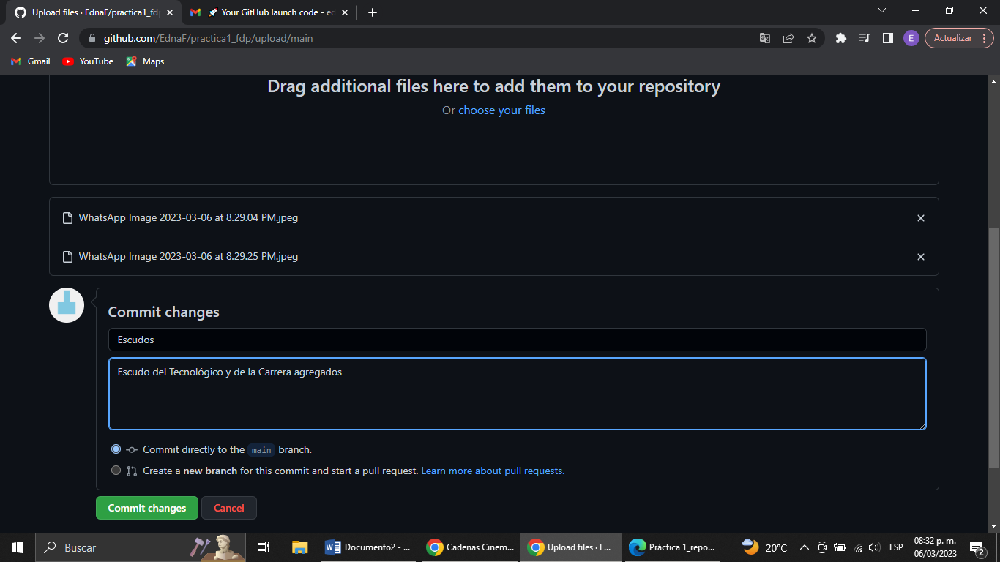 Upload files · EdnaF/practica1_fd
🚀 Your GitHub launch code - ed
github.com/EdnaF/practica1_fdp/upload/main
E
Actualizar
Gmail
YouTube
Maps
Drag additional files here to add them to your repository
Or choose your files
WhatsApp Image 2023-03-06 at 8.29.04 PM.jpeg
WhatsApp Image 2023-03-06 at 8.29.25 PM.jpeg
Commit changes
Escudos
Escudo del Tecnológico y de la Carrera agregados
Commit directly to the main branch.
Create a new branch for this commit and start a pull request. Learn more about pull requests.
Commit changes
Cancel
Buscar
Documento2 - ...
Cadenas Cinem...
Upload files · E...
Práctica 1_repo...
20°C
ESP
08:32 p. m.
06/03/2023
2